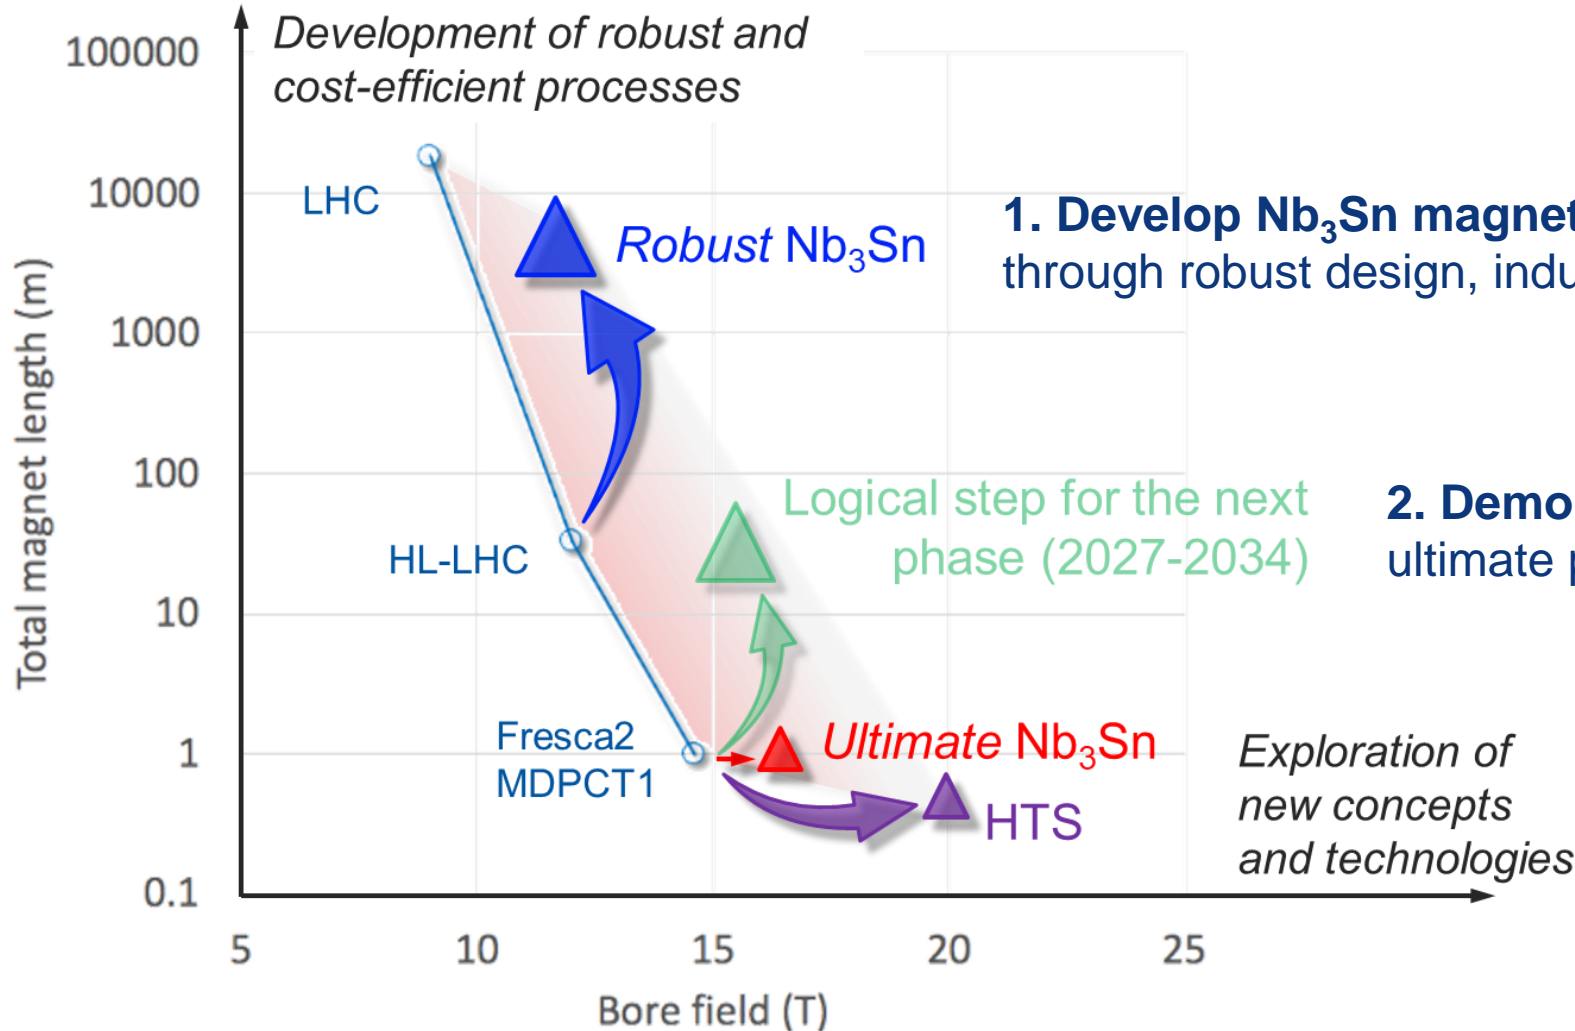 Development of robust and
cost-efficient processes
100000
10000
1000
100
10
1
0.1
Total magnet length (m)
LHC
Robust Nb₃Sn
1. Develop Nb₃Sn magnet
through robust design, indu
HL-LHC
Logical step for the next
phase (2027-2034)
2. Demo
ultimate p
Fresca2
MDPCT1
Ultimate Nb₃Sn
HTS
Exploration of
new concepts
and technologies
5 10 15 20 25
Bore field (T)